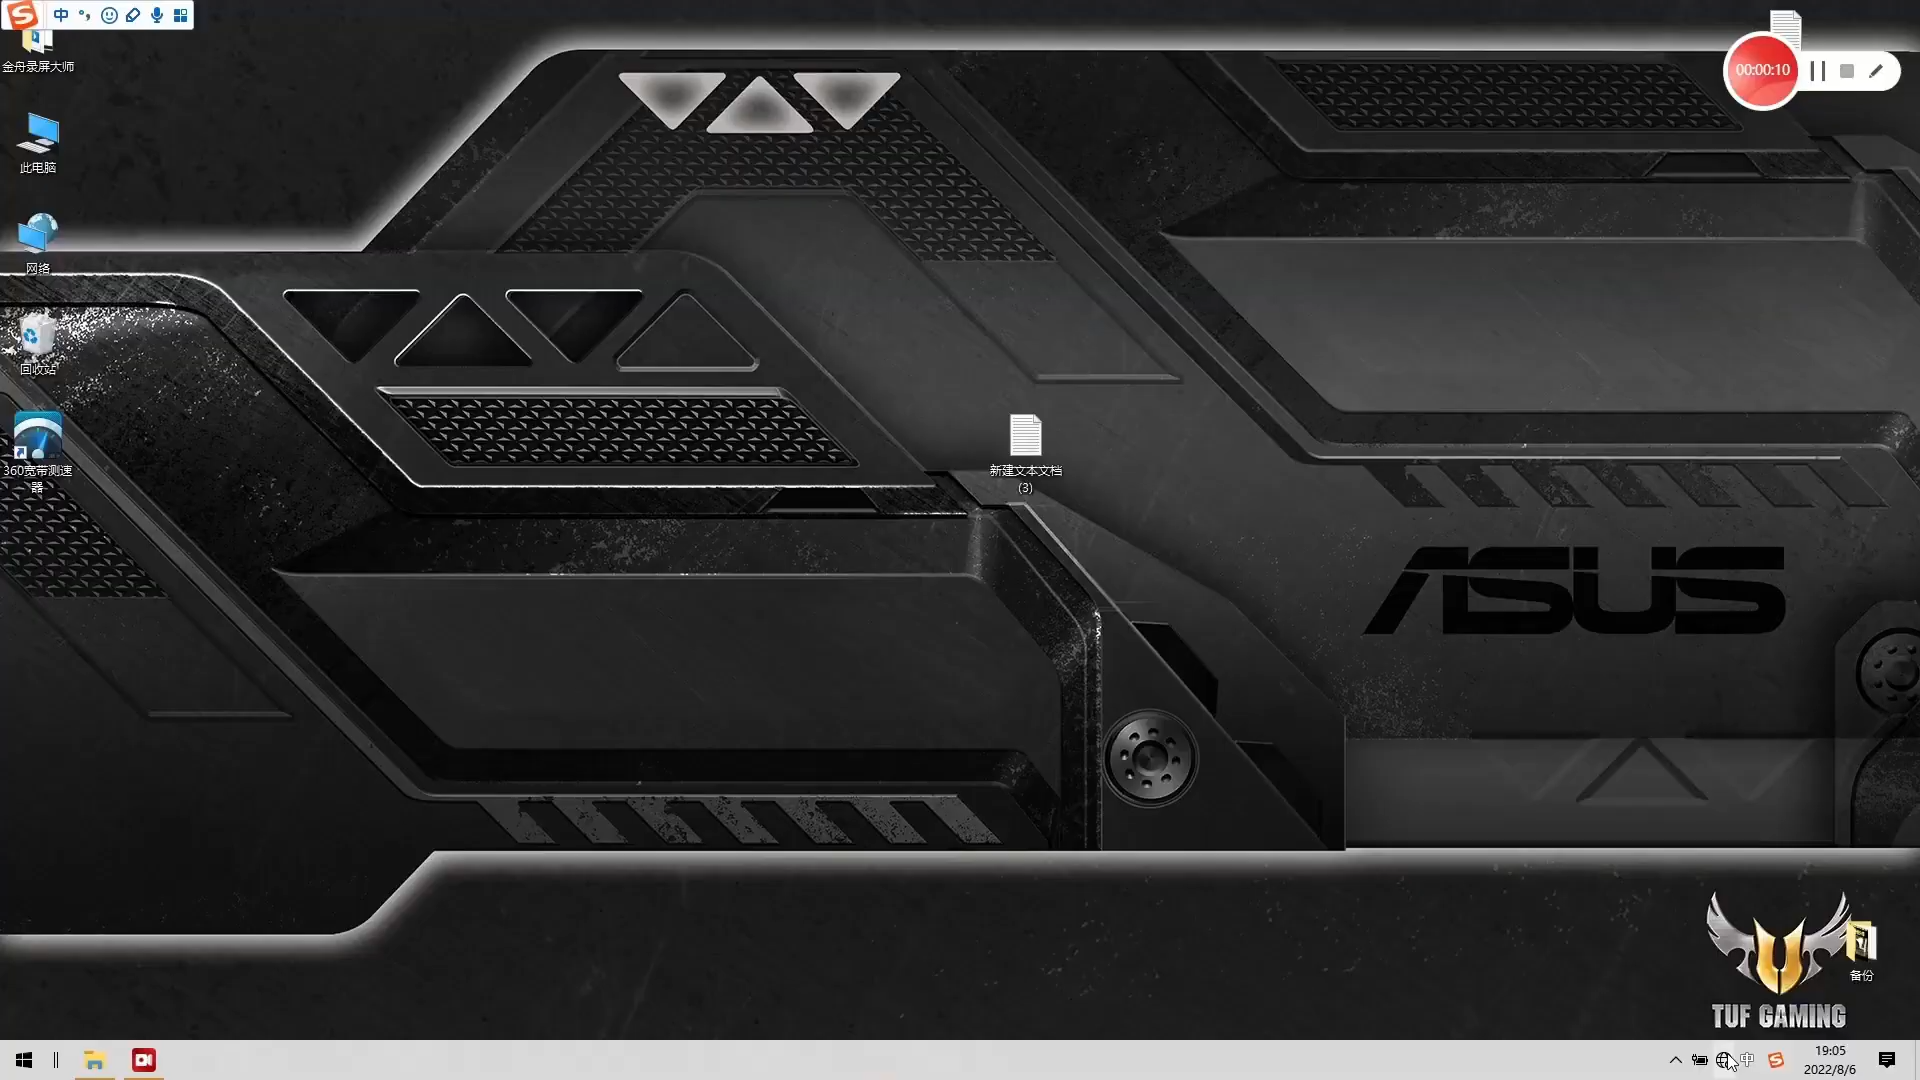 中
金舟录屏大师
00:00:10
此电脑
网络
回收站
360宽带测速
器
新建文本文档
(3)
ASUS
备份
TUF GAMING
中
19:05
2022/8/6